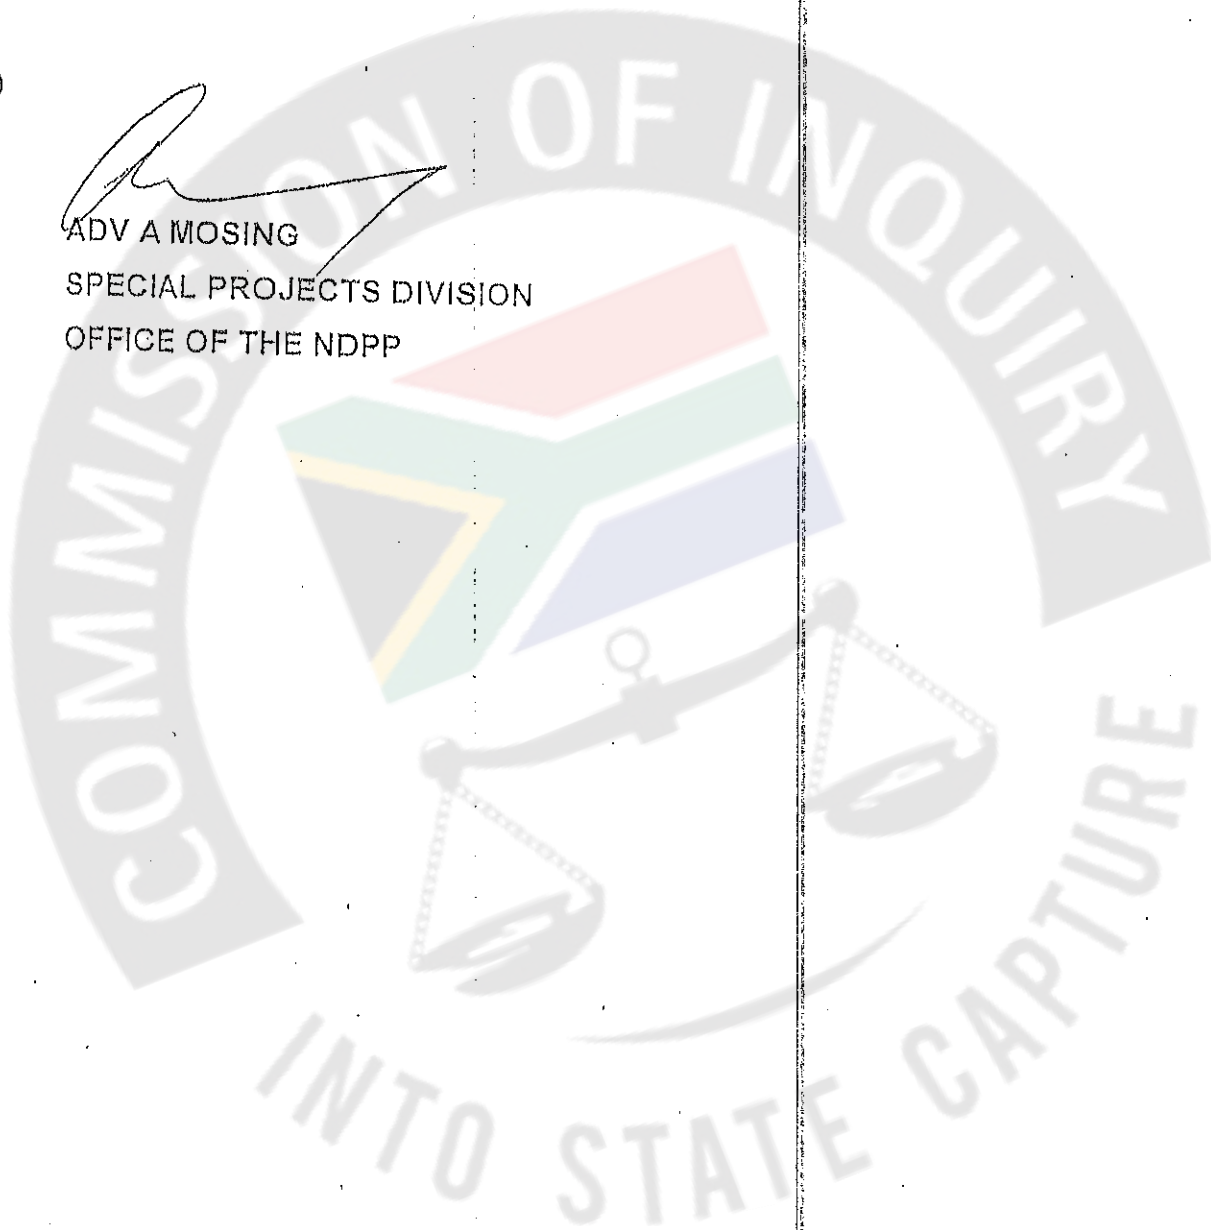 ADV A MOSING
SPECIAL PROJECTS DIVISION
OFFICE OF THE NDPP
COMMISSION OF INQUIRY
INTO STATE CAPTURE